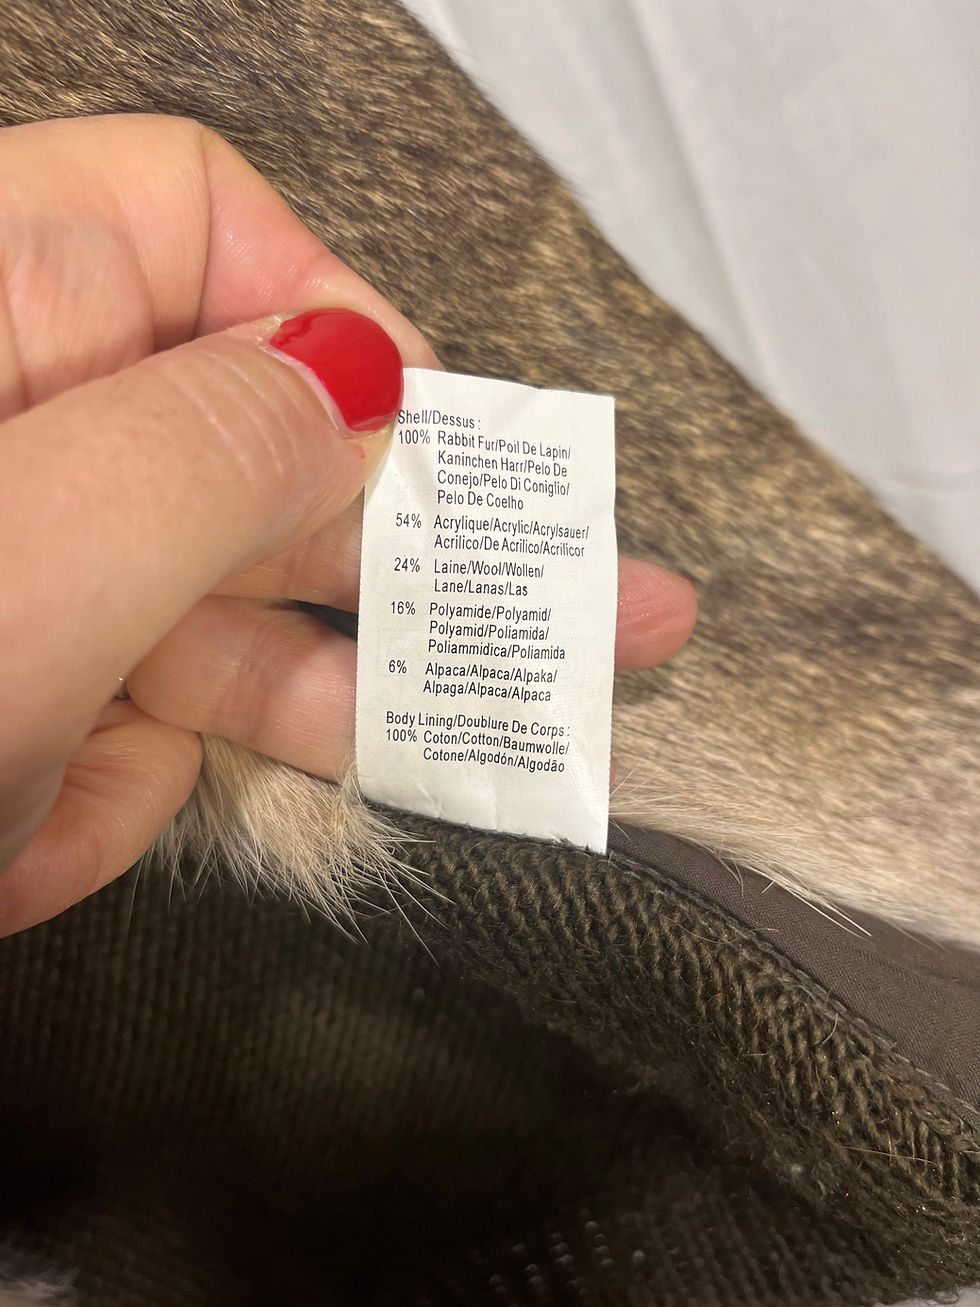 Shell/Dessus :
100% Rabbit Fur/Poil De Lapin/
Kaninchen Harr/Pelo De
Conejo/Pelo Di Coniglio/
Pelo De Coelho
54% Acrylique/Acrylic/Acrylsauer/
Acrilico/De Acrilico/Acrilicor
24% Laine/Wool/Wollen/
Lane/Lanas/Las
16% Polyamide/Polyamid/
Polyamid/Poliamida/
Poliammidica/Poliamida
6% Alpaca/Alpaca/Alpaka/
Alpaga/Alpaca/Alpaca
Body Lining/Doublure De Corps :
100% Coton/Cotton/Baumwolle/
Cotone/Algodón/Algodão